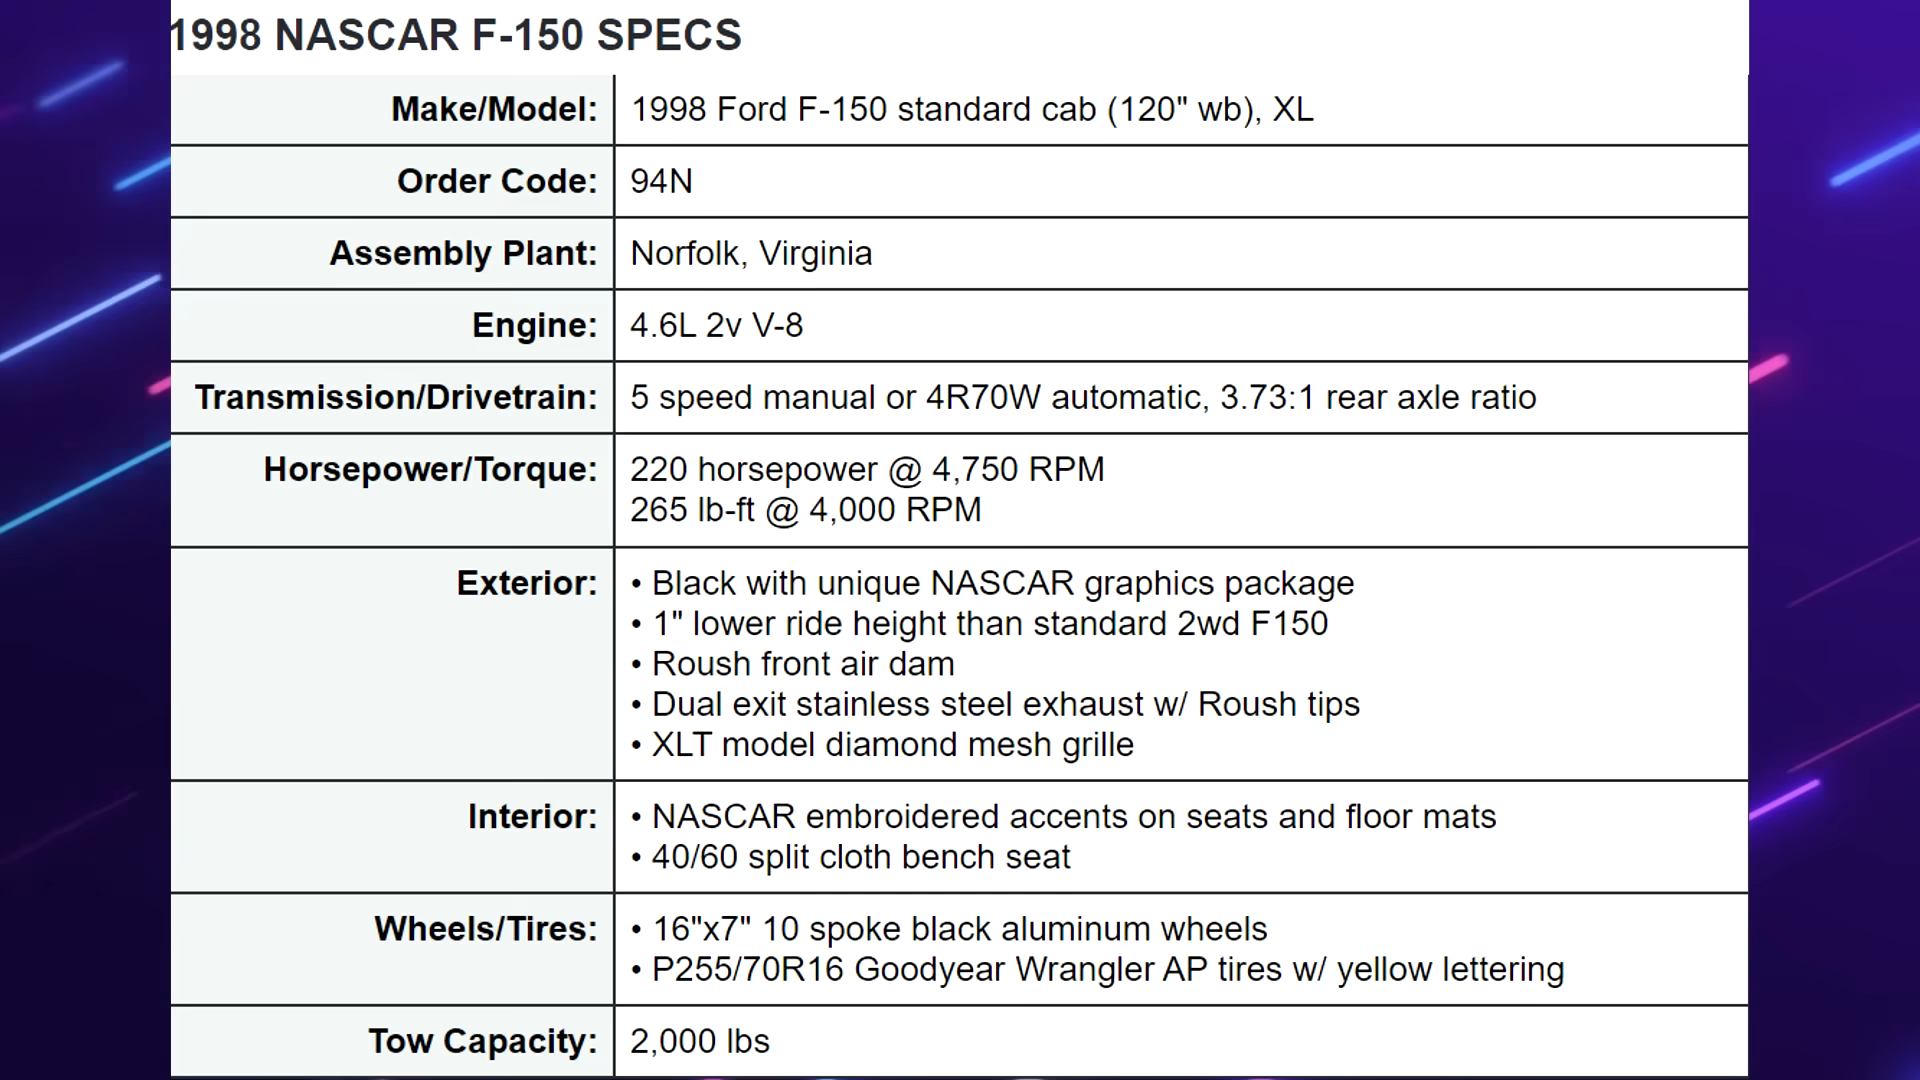 1998 NASCAR F-150 SPECS
Make/Model: 1998 Ford F-150 standard cab (120" wb), XL
Order Code: 94N
Assembly Plant: Norfolk, Virginia
Engine: 4.6L 2v V-8
Transmission/Drivetrain: 5 speed manual or 4R70W automatic, 3.73:1 rear axle ratio
Horsepower/Torque: 220 horsepower @ 4,750 RPM
265 lb-ft @ 4,000 RPM
Exterior: • Black with unique NASCAR graphics package
• 1" lower ride height than standard 2wd F150
• Roush front air dam
• Dual exit stainless steel exhaust w/ Roush tips
• XLT model diamond mesh grille
Interior: • NASCAR embroidered accents on seats and floor mats
• 40/60 split cloth bench seat
Wheels/Tires: • 16"x7" 10 spoke black aluminum wheels
• P255/70R16 Goodyear Wrangler AP tires w/ yellow lettering
Tow Capacity: 2,000 lbs